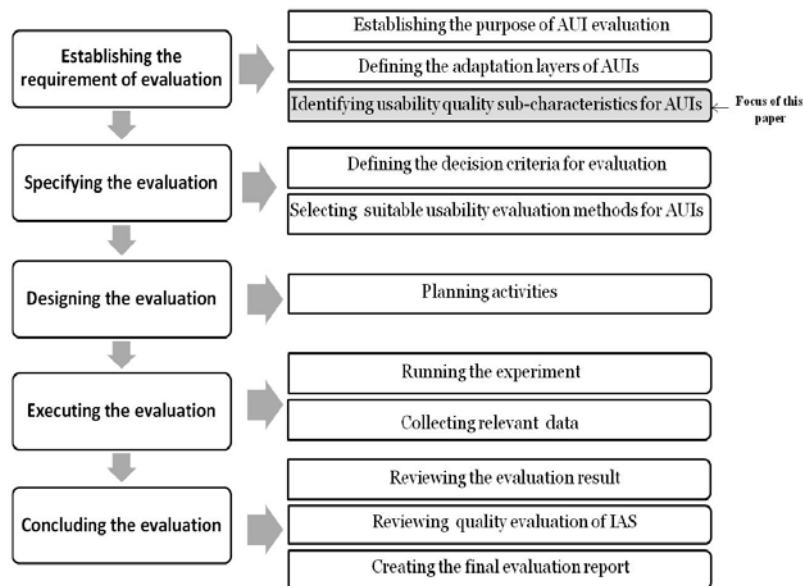 Establishing the
requirement of evaluation
Establishing the purpose of AUI evaluation
Defining the adaptation layers of AUIs
Identifying usability quality sub-characteristics for AUIs
Focus of this
paper
Specifying the evaluation
Defining the decision criteria for evaluation
Selecting suitable usability evaluation methods for AUIs
Designing the evaluation
Planning activities
Executing the evaluation
Running the experiment
Collecting relevant data
Concluding the evaluation
Reviewing the evaluation result
Reviewing quality evaluation of IAS
Creating the final evaluation report